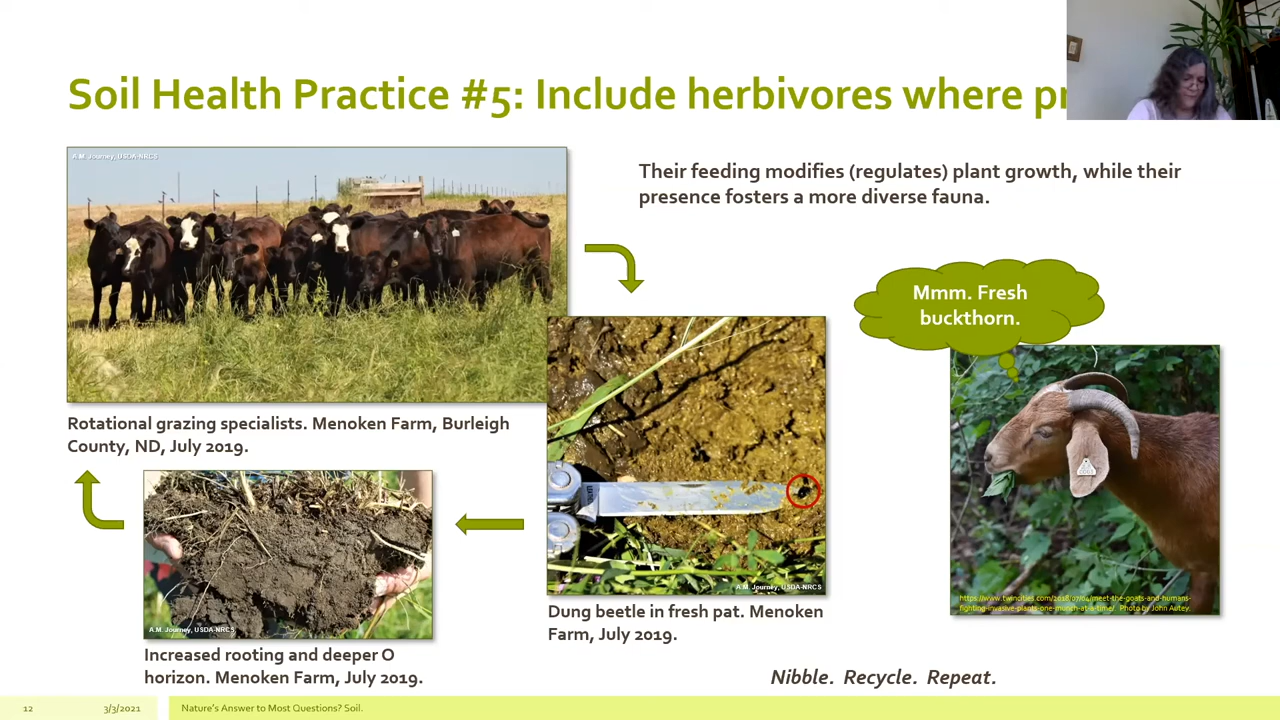 Soil Health Practice #5: Include herbivores where
A.M. Journey, USDA-NRCS
Their feeding modifies (regulates) plant growth, while their
presence fosters a more diverse fauna.
Mmm. Fresh
buckthorn.
Rotational grazing specialists. Menoken Farm, Burleigh
County, ND, July 2019.
A.M. Journey, USDA-NRCS
https://www.twincities.com/2018/07/04/meet-the-goats-and-humans-
fighting-invasive-plants-one-munch-at-a-time/. Photo by John Autey.
Dung beetle in fresh pat. Menoken
Farm, July 2019.
A.M. Journey, USDA-NRCS
Increased rooting and deeper O
horizon. Menoken Farm, July 2019.
Nibble. Recycle. Repeat.
12
3/3/2021
Nature's Answer to Most Questions? Soil.